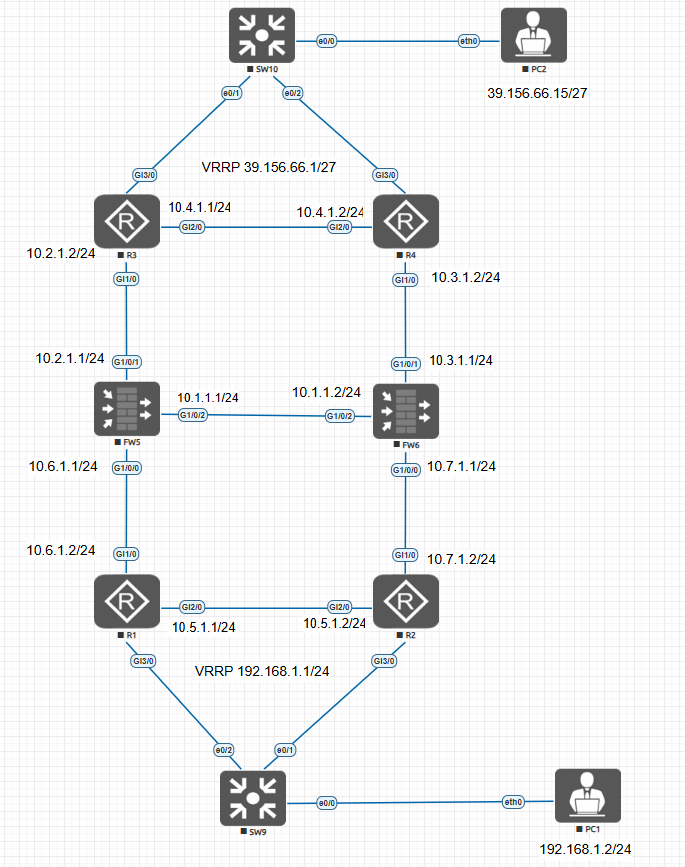 e0/0
eth0
SW10
PC2
e0/1
e0/2
39.156.66.15/27
VRRP 39.156.66.1/27
GI3/0
GI3/0
10.4.1.1/24
10.4.1.2/24
GI2/0
GI2/0
10.2.1.2/24
R3
R4
GI1/0
GI1/0
10.3.1.2/24
10.2.1.1/24
G1/0/1
G1/0/1
10.3.1.1/24
10.1.1.1/24
10.1.1.2/24
G1/0/2
G1/0/2
FW5
FW6
10.6.1.1/24
G1/0/0
G1/0/0
10.7.1.1/24
10.6.1.2/24
GI1/0
GI1/0
10.7.1.2/24
GI2/0
GI2/0
R1
10.5.1.1/24
10.5.1.2/24
R2
GI3/0
VRRP 192.168.1.1/24
GI3/0
e0/2
e0/1
e0/0
eth0
SW9
PC1
192.168.1.2/24